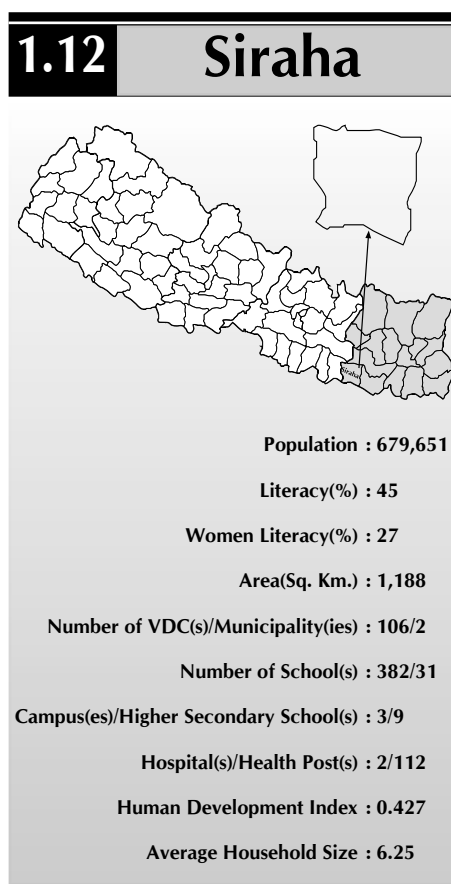 1.12 Siraha
Siraha
Population : 679,651
Literacy(%) : 45
Women Literacy(%) : 27
Area(Sq. Km.) : 1,188
Number of VDC(s)/Municipality(ies) : 106/2
Number of School(s) : 382/31
Campus(es)/Higher Secondary School(s) : 3/9
Hospital(s)/Health Post(s) : 2/112
Human Development Index : 0.427
Average Household Size : 6.25